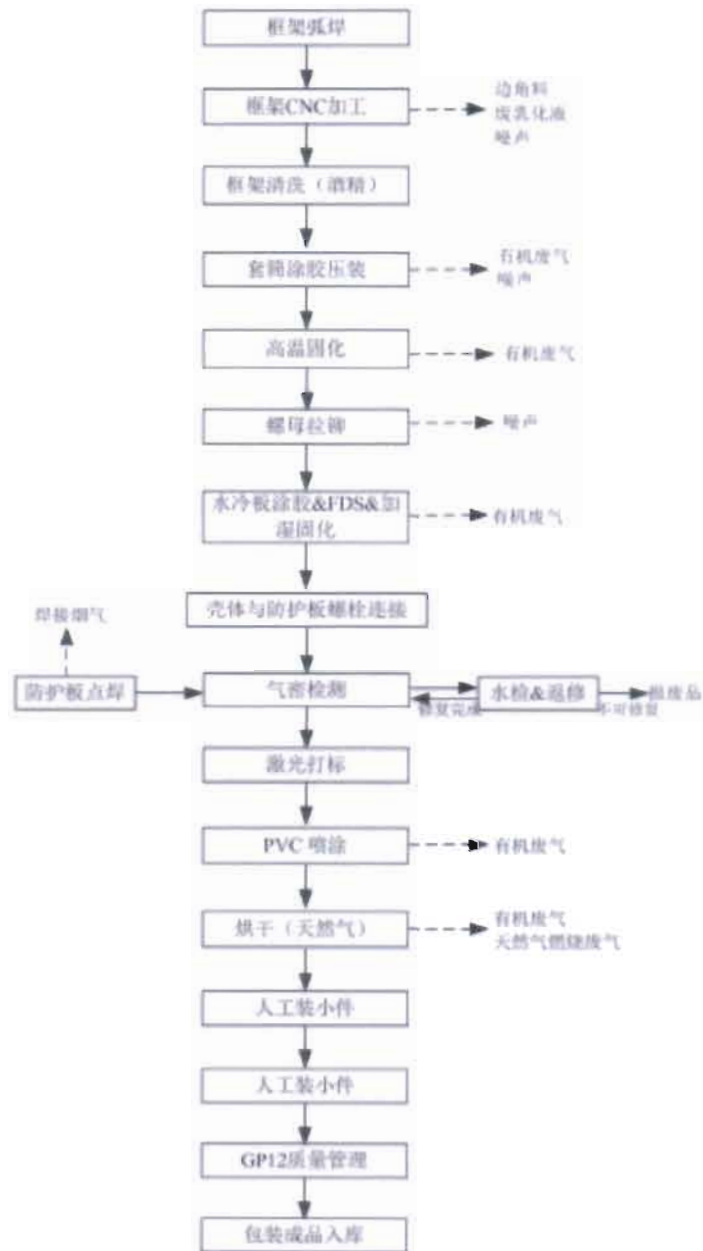 框架弧焊
框架CNC加工
边角料
废乳化液
噪声
框架清洗（酒精）
套筒涂胶压装
有机废气
噪声
高温固化
有机废气
螺母拉铆
噪声
水冷板涂胶&FDS&加
湿固化
有机废气
壳体与防护板螺栓连接
焊接烟气
防护板点焊
气密检测
水检&返修
报废品
修复完成
不可修复
激光打标
PVC 喷涂
有机废气
烘干（天然气）
有机废气
天然气燃烧废气
人工装小件
人工装小件
GP12质量管理
包装成品入库